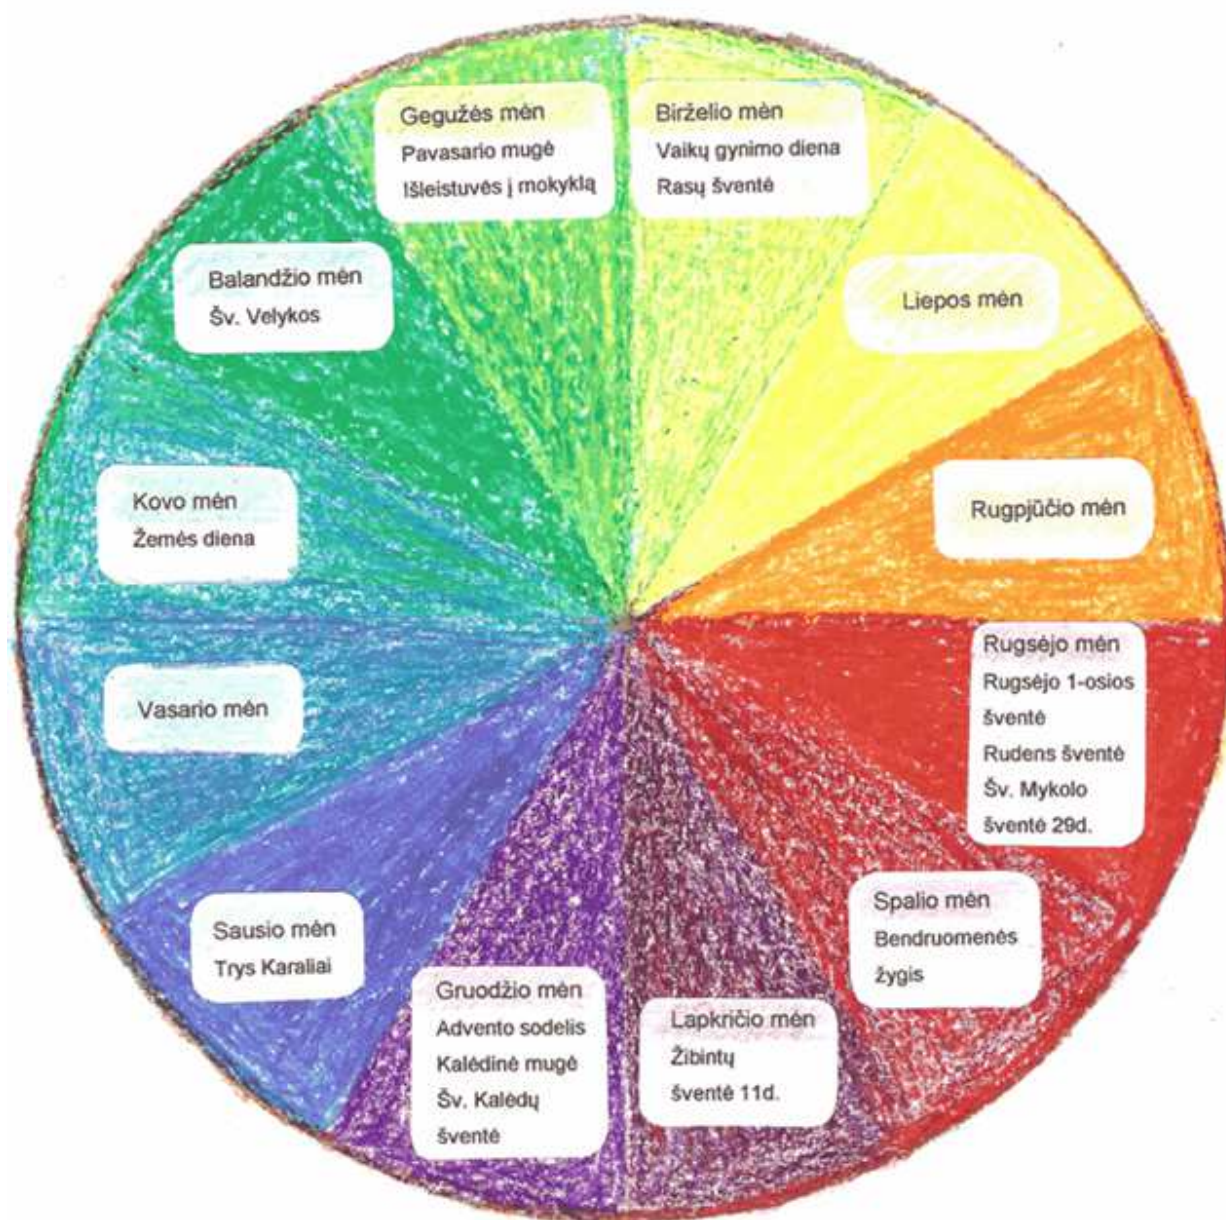 Gegužės mėn
Pavasario mugė
Išleistuvės į mokyklą
Birželio mėn
Vaikų gynimo diena
Rasų šventė
Liepos mėn
Rugpjūčio mėn
Rugsėjo mėn
Rugsėjo 1-osios
šventė
Rudens šventė
Šv. Mykolo
šventė 29d.
Spalio mėn
Bendruomenės
žygis
Lapkričio mėn
Žibintų
šventė 11d.
Gruodžio mėn
Advento sodelis
Kalėdinė mugė
Šv. Kalėdų
šventė
Sausio mėn
Trys Karaliai
Vasario mėn
Kovo mėn
Žemės diena
Balandžio mėn
Šv. Velykos